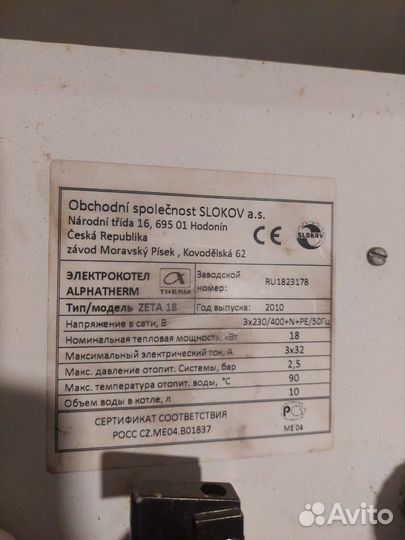 Obchodní společnost SLOKOV a.s.
Národní třída 16, 695 01 Hodonín
Česká Republika
závod Moravský Písek , Kovodělská 62
CE
SLOKOV
ЭЛЕКТРОКОТЕЛ
ALPHATHERM
α
THERM
Заводской
номер:
RU1823178
Тип/модель ZETA 18
Год выпуска:
2010
Напряжение в сети, В
3x230/400+N+PE/50Гц
Номинальная тепловая мощность, кВт
18
Максимальный электрический ток, А
3x32
Макс. давление отопит. Системы, бар
2,5
Макс. температура отопит. воды, °C
90
Объем воды в котле, л
10
СЕРТИФИКАТ СООТВЕТСТВИЯ
РОСС CZ.ME04.B01837
ME 04
Avito